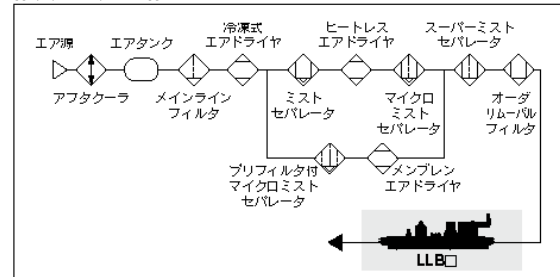 冷凍式
エアドライヤ
ヒートレス
エアドライヤ
スーパーミスト
セパレータ
エア源
エアタンク
アフタクーラ
メインライン
フィルタ
ミスト
セパレータ
マイクロ
ミスト
セパレータ
オーダ
リムーバル
フィルタ
プリフィルタ付
マイクロミスト
セパレータ
メンブレン
エアドライヤ
LLB□